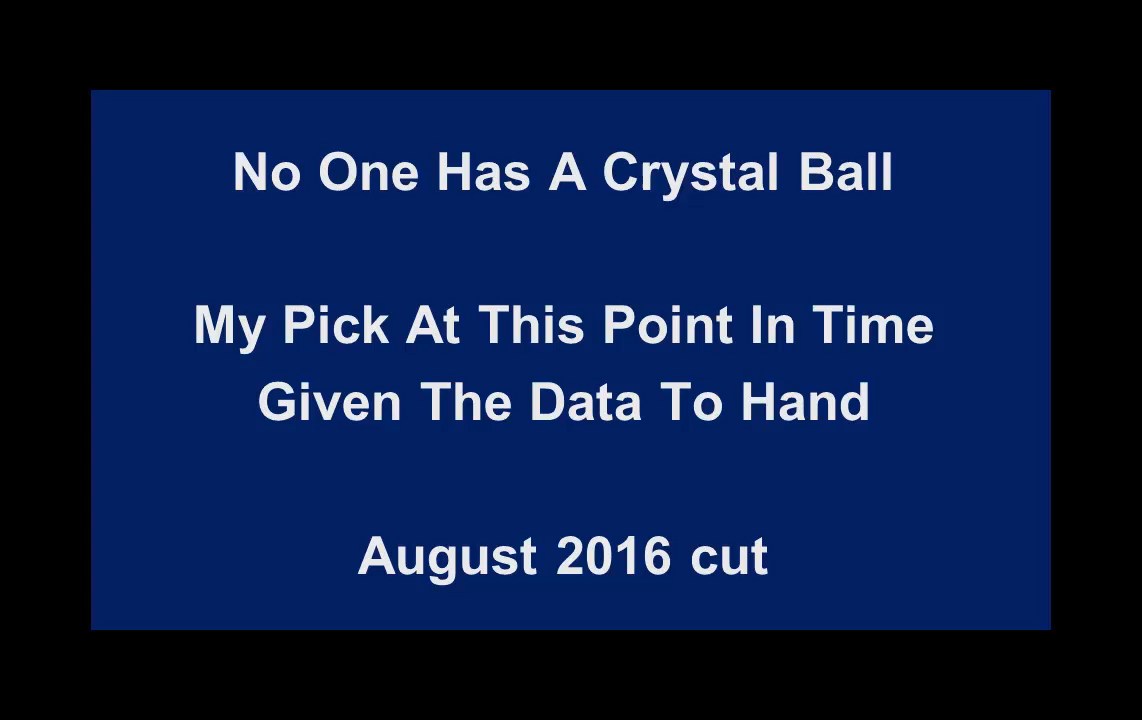 No One Has A Crystal Ball
My Pick At This Point In Time
Given The Data To Hand
August 2016 cut